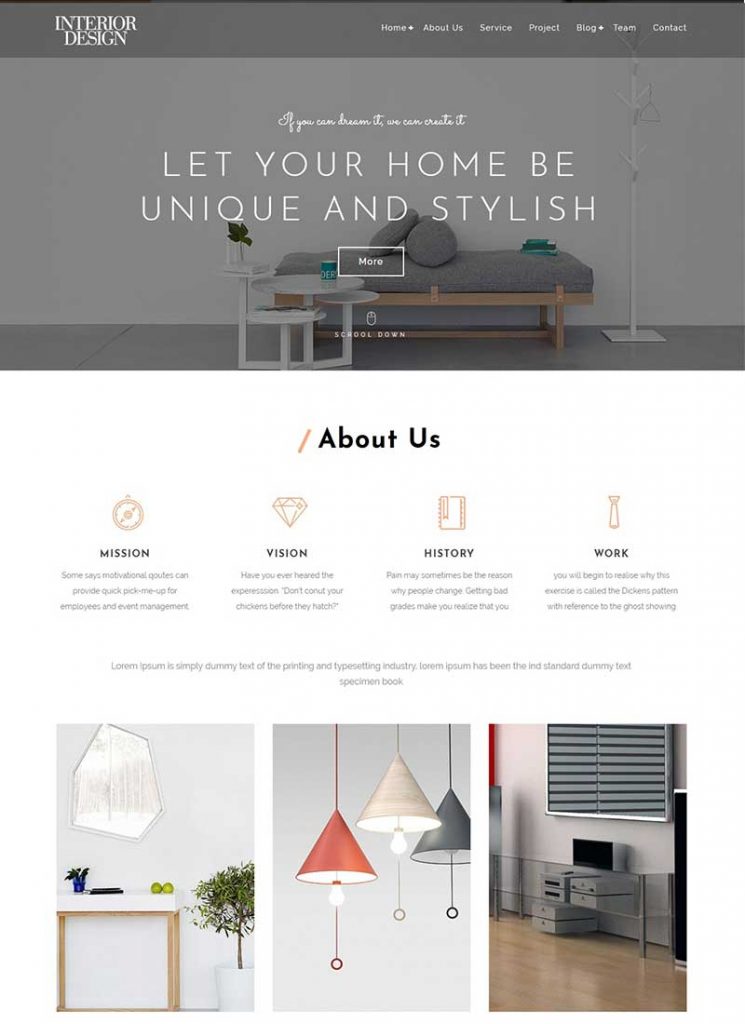 INTERIOR
DESIGN
Home+ About Us Service Project Blog+ Team Contact
If you can dream it, we can create it
LET YOUR HOME BE
UNIQUE AND STYLISH
More
SCROOL DOWN
/ About Us
MISSION
Some says motivational qoutes can
provide quick pick-me-up for
employees and event management.
VISION
Have you ever heared the
experesssion. "Don't conut your
chickens before they hatch?"
HISTORY
Pain may sometimes be the reason
why people change. Getting bad
grades make you realize that you
WORK
you will begin to realise why this
exercise is called the Dickens pattern
with reference to the ghost showing
Lorem Ipsum is simply dummy text of the printing and typesetting industry. lorem ipsum has been the ind standard dummy text
specimen book